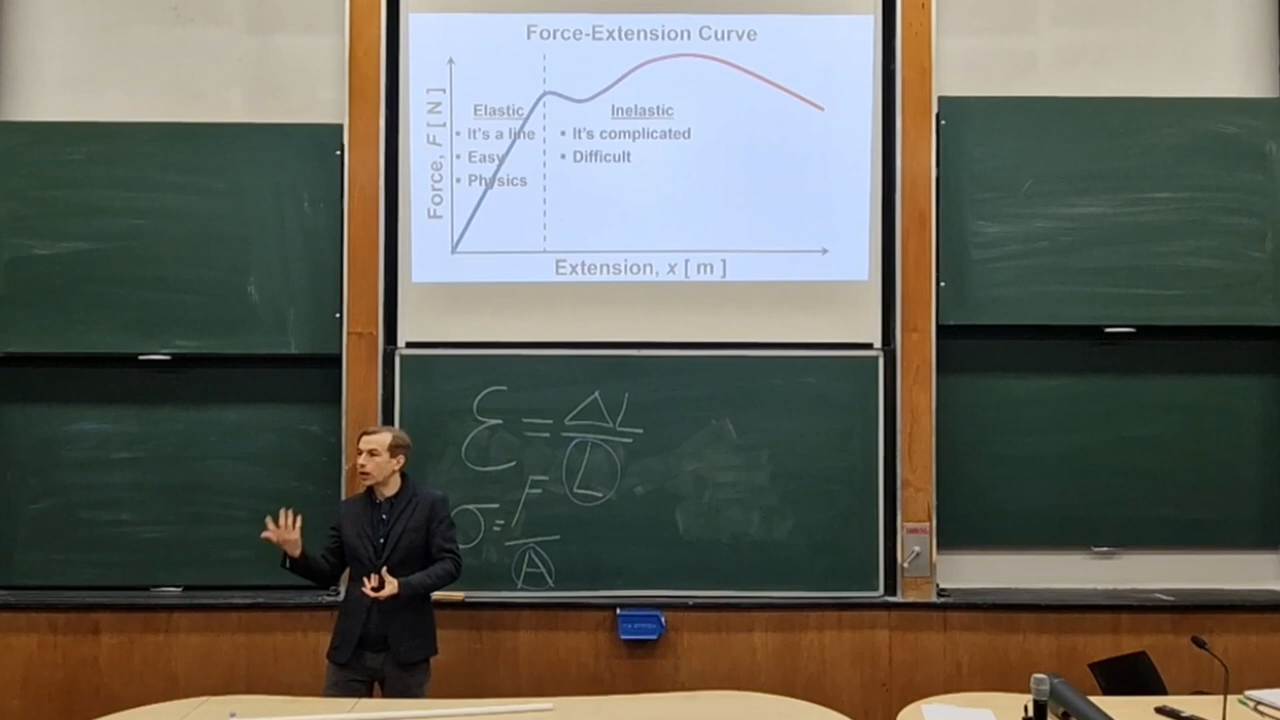 Force-Extension Curve
Force, F [ N ]
Elastic
▪ It's a line
▪ Easy
▪ Physics
Inelastic
▪ It's complicated
▪ Difficult
Extension, x [ m ]
Ɛ = ΔL
L
σ = F
A